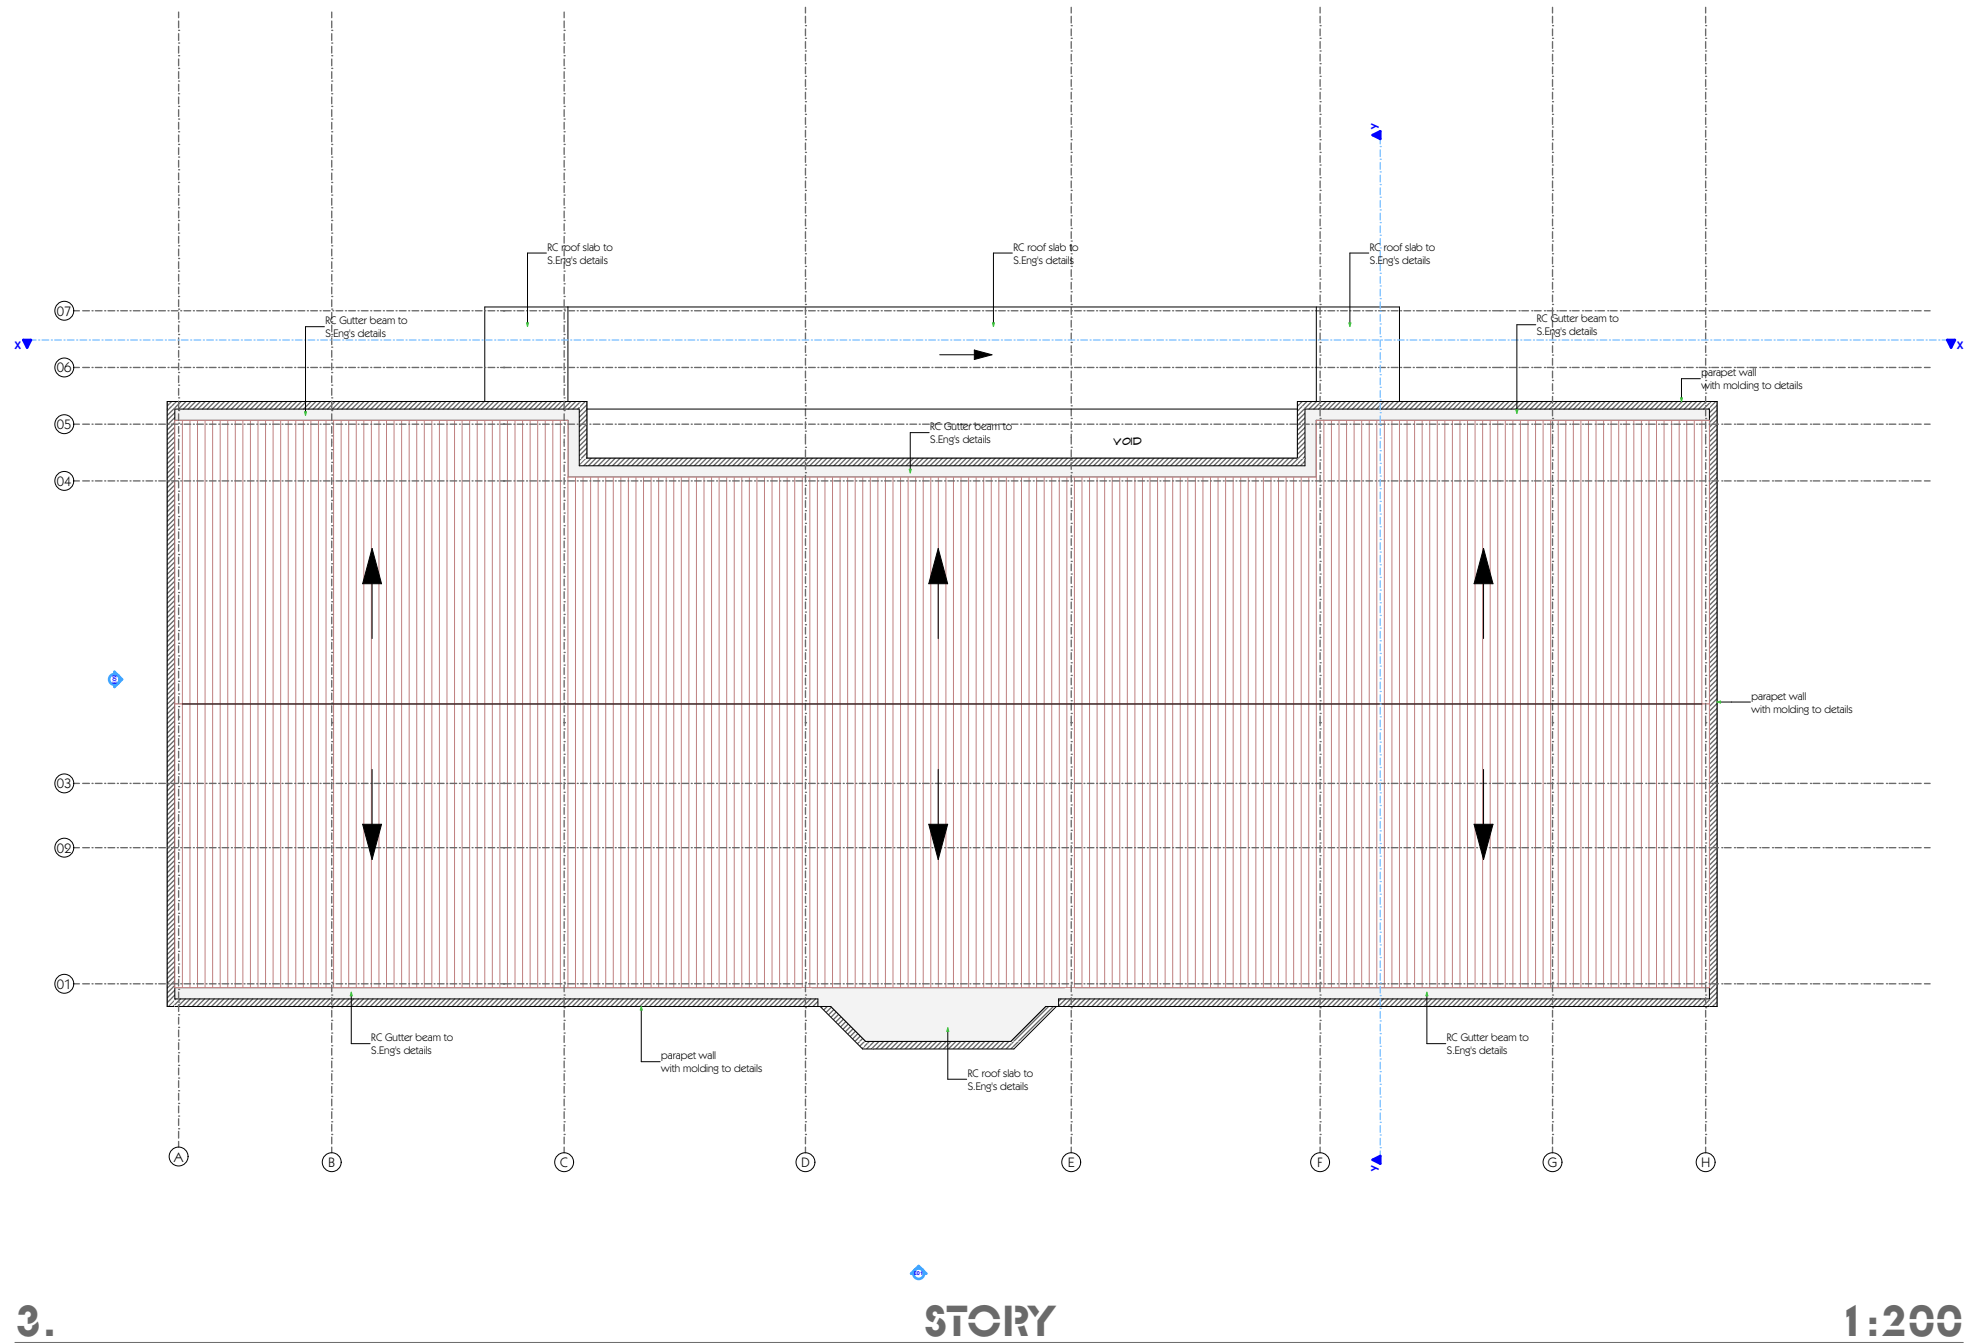 Y
RC roof slab to
S.Eng's details
RC roof slab to
S.Eng's details
RC roof slab to
S.Eng's details
07
RC Gutter beam to
S.Eng's details
RC Gutter beam to
S.Eng's details
X
X
06
parapet wall
with molding to details
05
RC Gutter beam to
S.Eng's details
VOID
04
parapet wall
with molding to details
03
02
01
RC Gutter beam to
S.Eng's details
parapet wall
with molding to details
RC roof slab to
S.Eng's details
RC Gutter beam to
S.Eng's details
A
B
C
D
E
F
Y
G
H
3.
STORY
1:200